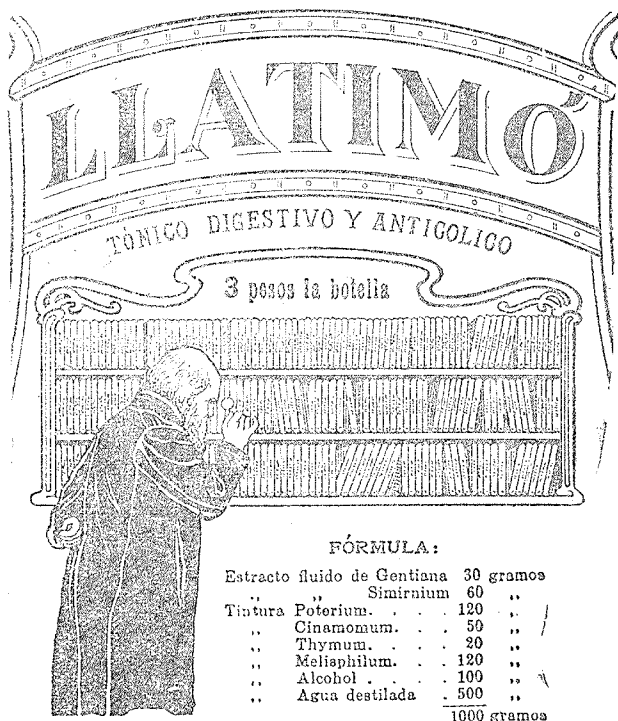 LLATIMÓ
TÓNICO DIGESTIVO Y ANTICOLICO
3 pesos la botella
FÓRMULA:
Estracto fluido de Gentiana 30 gramos
„ „ Simirnium 60 „
Tintura Poterium. . . . 120 „
„ Cinamomum. . . 50 „
„ Thymum. . . . 20 „
„ Melisphilum. . . 120 „
„ Alcohol . . . . 100 „
„ Agua destilada . 500 „
1000 gramos